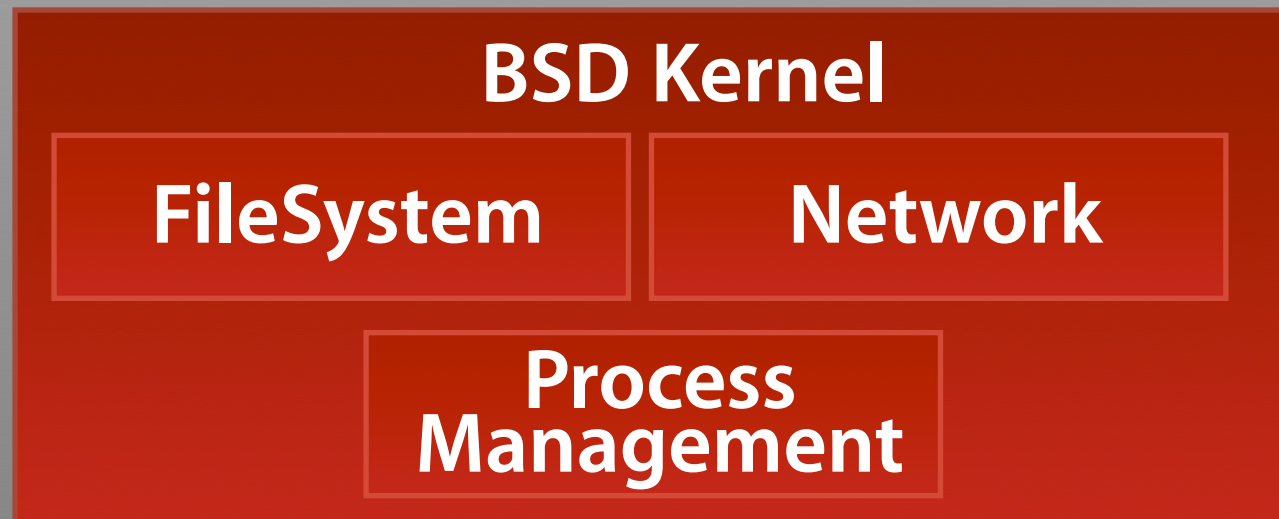 BSD Kernel
FileSystem
Network
Process
Management